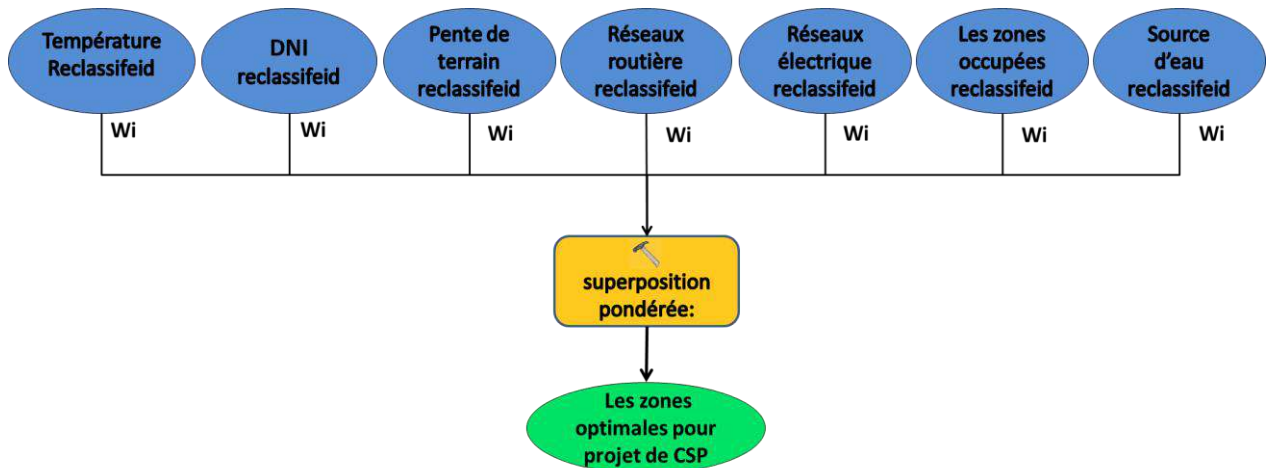 Température
Reclassifeid
DNI
reclassifeid
Pente de
terrain
reclassifeid
Réseaux
routière
reclassifeid
Réseaux
électrique
reclassifeid
Les zones
occupées
reclassifeid
Source
d'eau
reclassifeid
Wi
Wi
Wi
Wi
Wi
Wi
Wi
superposition
pondérée:
Les zones
optimales pour
projet de CSP